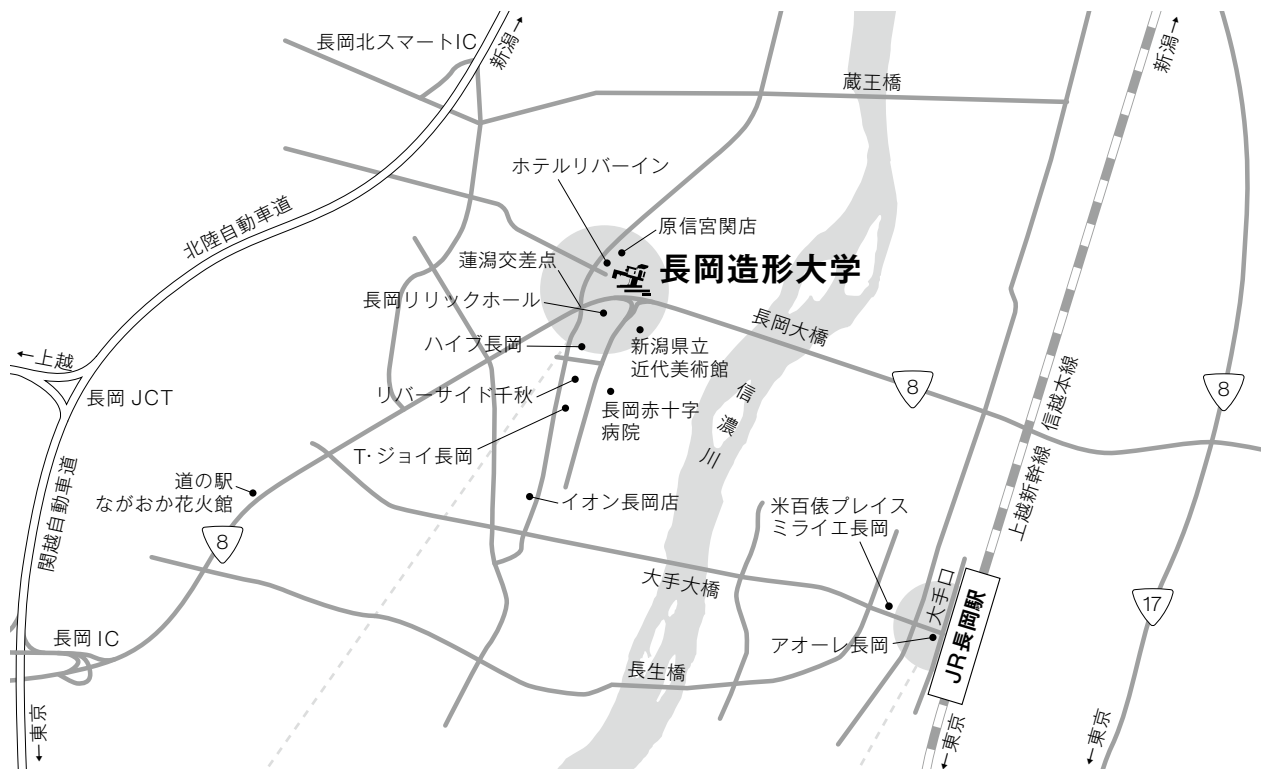 長岡北スマートIC
新潟→
新潟→
蔵王橋
ホテルリバーイン
北陸自動車道
原信宮関店
蓮潟交差点
長岡造形大学
長岡リリックホール
長岡大橋
ハイブ長岡
新潟県立
近代美術館
←上越
長岡JCT
リバーサイド千秋
8
8
信濃川
信越本線
長岡赤十字
病院
T・ジョイ長岡
道の駅
ながおか花火館
関越自動車道
イオン長岡店
米百俵プレイス
ミライエ長岡
上越新幹線
8
大手大橋
大手口
17
JR長岡駅
アオーレ長岡
長岡IC
長生橋
←東京
←東京
←東京